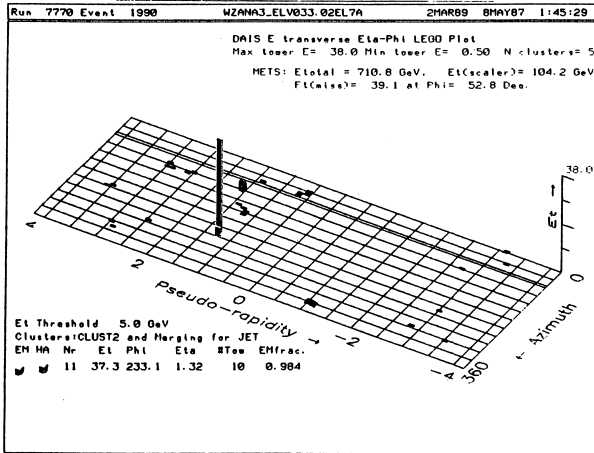 Run 7770 Event 1990 WZANA3_ELV033.02EL7A 2MAR89 8MAY87 1:45:29
DAIS E transverse Eta-Phi LEGO Plot
Max tower E= 38.0 Min tower E= 0.50 N clusters= 5
METS: Etotal = 710.8 GeV, Et(scaler)= 104.2 GeV
Et(miss)= 39.1 at Phi= 52.8 Deg.
38.0
Et →
0
4
2
0
-2
-4
360
Pseudo-rapidity →
← Azimuth
Et Threshold 5.0 GeV
Clusters:CLUST2 and Merging for JET
EM HA Nr Et Phi Eta #Tow EMfrac.
11 37.3 233.1 1.32 10 0.984